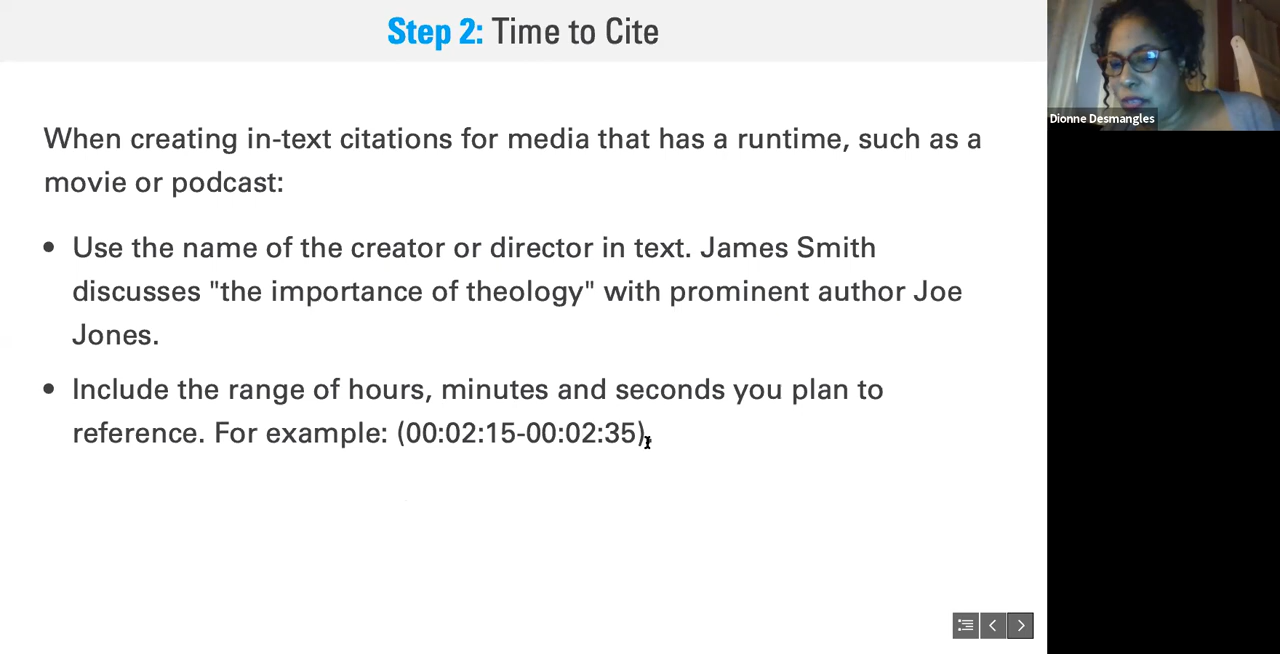 Step 2: Time to Cite
Dionne Desmangles
When creating in-text citations for media that has a runtime, such as a
movie or podcast:
• Use the name of the creator or director in text. James Smith
discusses "the importance of theology" with prominent author Joe
Jones.
• Include the range of hours, minutes and seconds you plan to
reference. For example: (00:02:15-00:02:35)